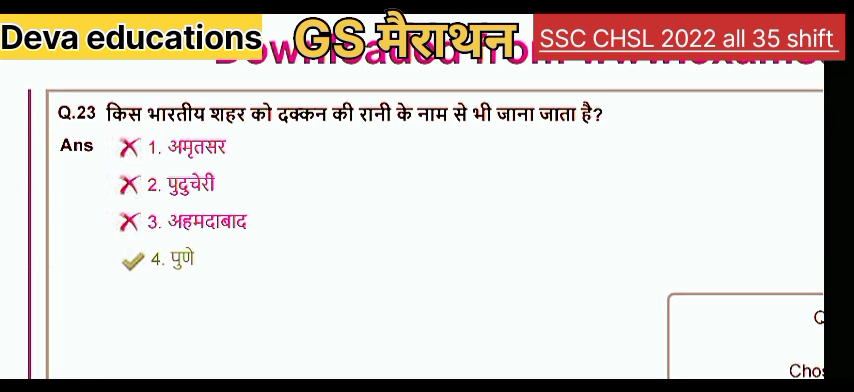 Deva educations GS मैराथन SSC CHSL 2022 all 35 shift
Q.23 किस भारतीय शहर को दक्कन की रानी के नाम से भी जाना जाता है?
Ans 1. अमृतसर
2. पुदुचेरी
3. अहमदाबाद
4. पुणे